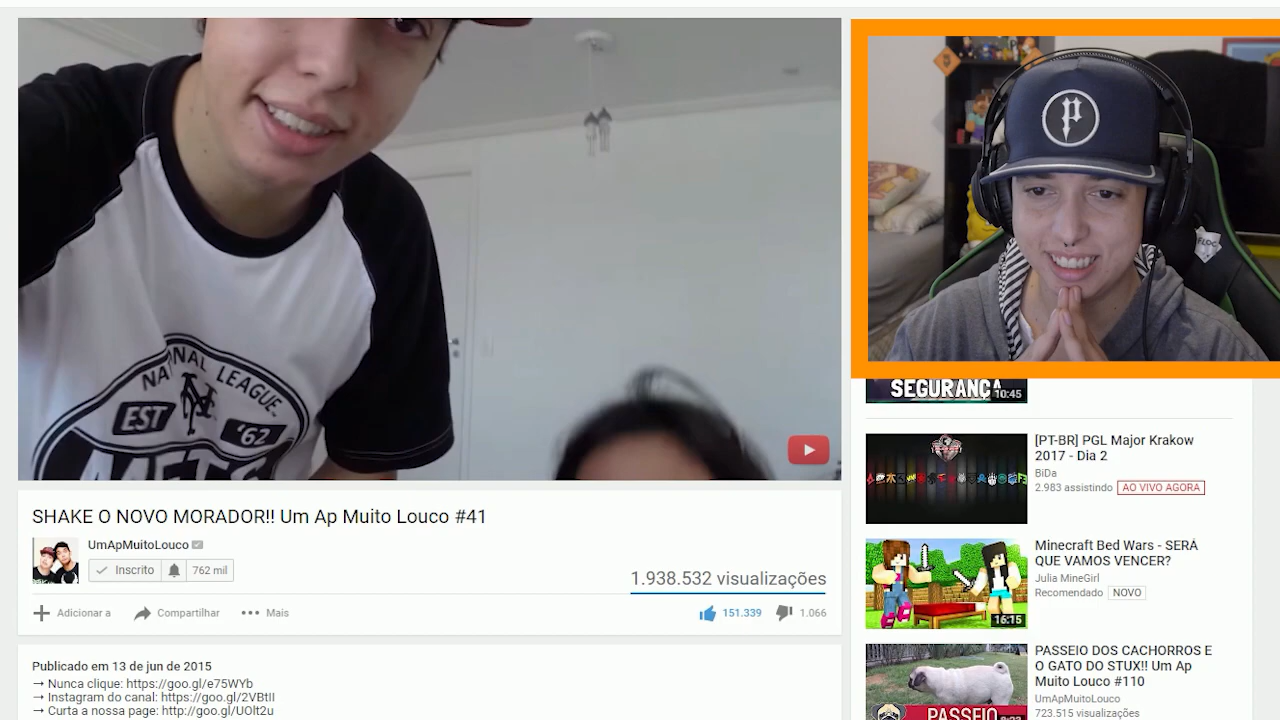 NATIONAL LEAGUE
EST
'62
METS
SHAKE O NOVO MORADOR!! Um Ap Muito Louco #41
UmApMuitoLouco
Inscrito
762 mil
1.938.532 visualizações
Adicionar a
Compartilhar
Mais
151.339
1.066
Publicado em 13 de jun de 2015
→ Nunca clique: https://goo.gl/e75WYb
→ Instagram do canal: https://goo.gl/2VBtII
→ Curta a nossa page: http://goo.gl/UOlt2u
P
FLOC
SEGURANÇA
10:45
[PT-BR] PGL Major Krakow
2017 - Dia 2
BiDa
2.983 assistindo AO VIVO AGORA
Minecraft Bed Wars - SERÁ
QUE VAMOS VENCER?
Julia MineGirl
Recomendado NOVO
16:15
PASSEIO DOS CACHORROS E
O GATO DO STUX!! Um Ap
Muito Louco #110
UmApMuitoLouco
723.515 visualizações
PASSEIO